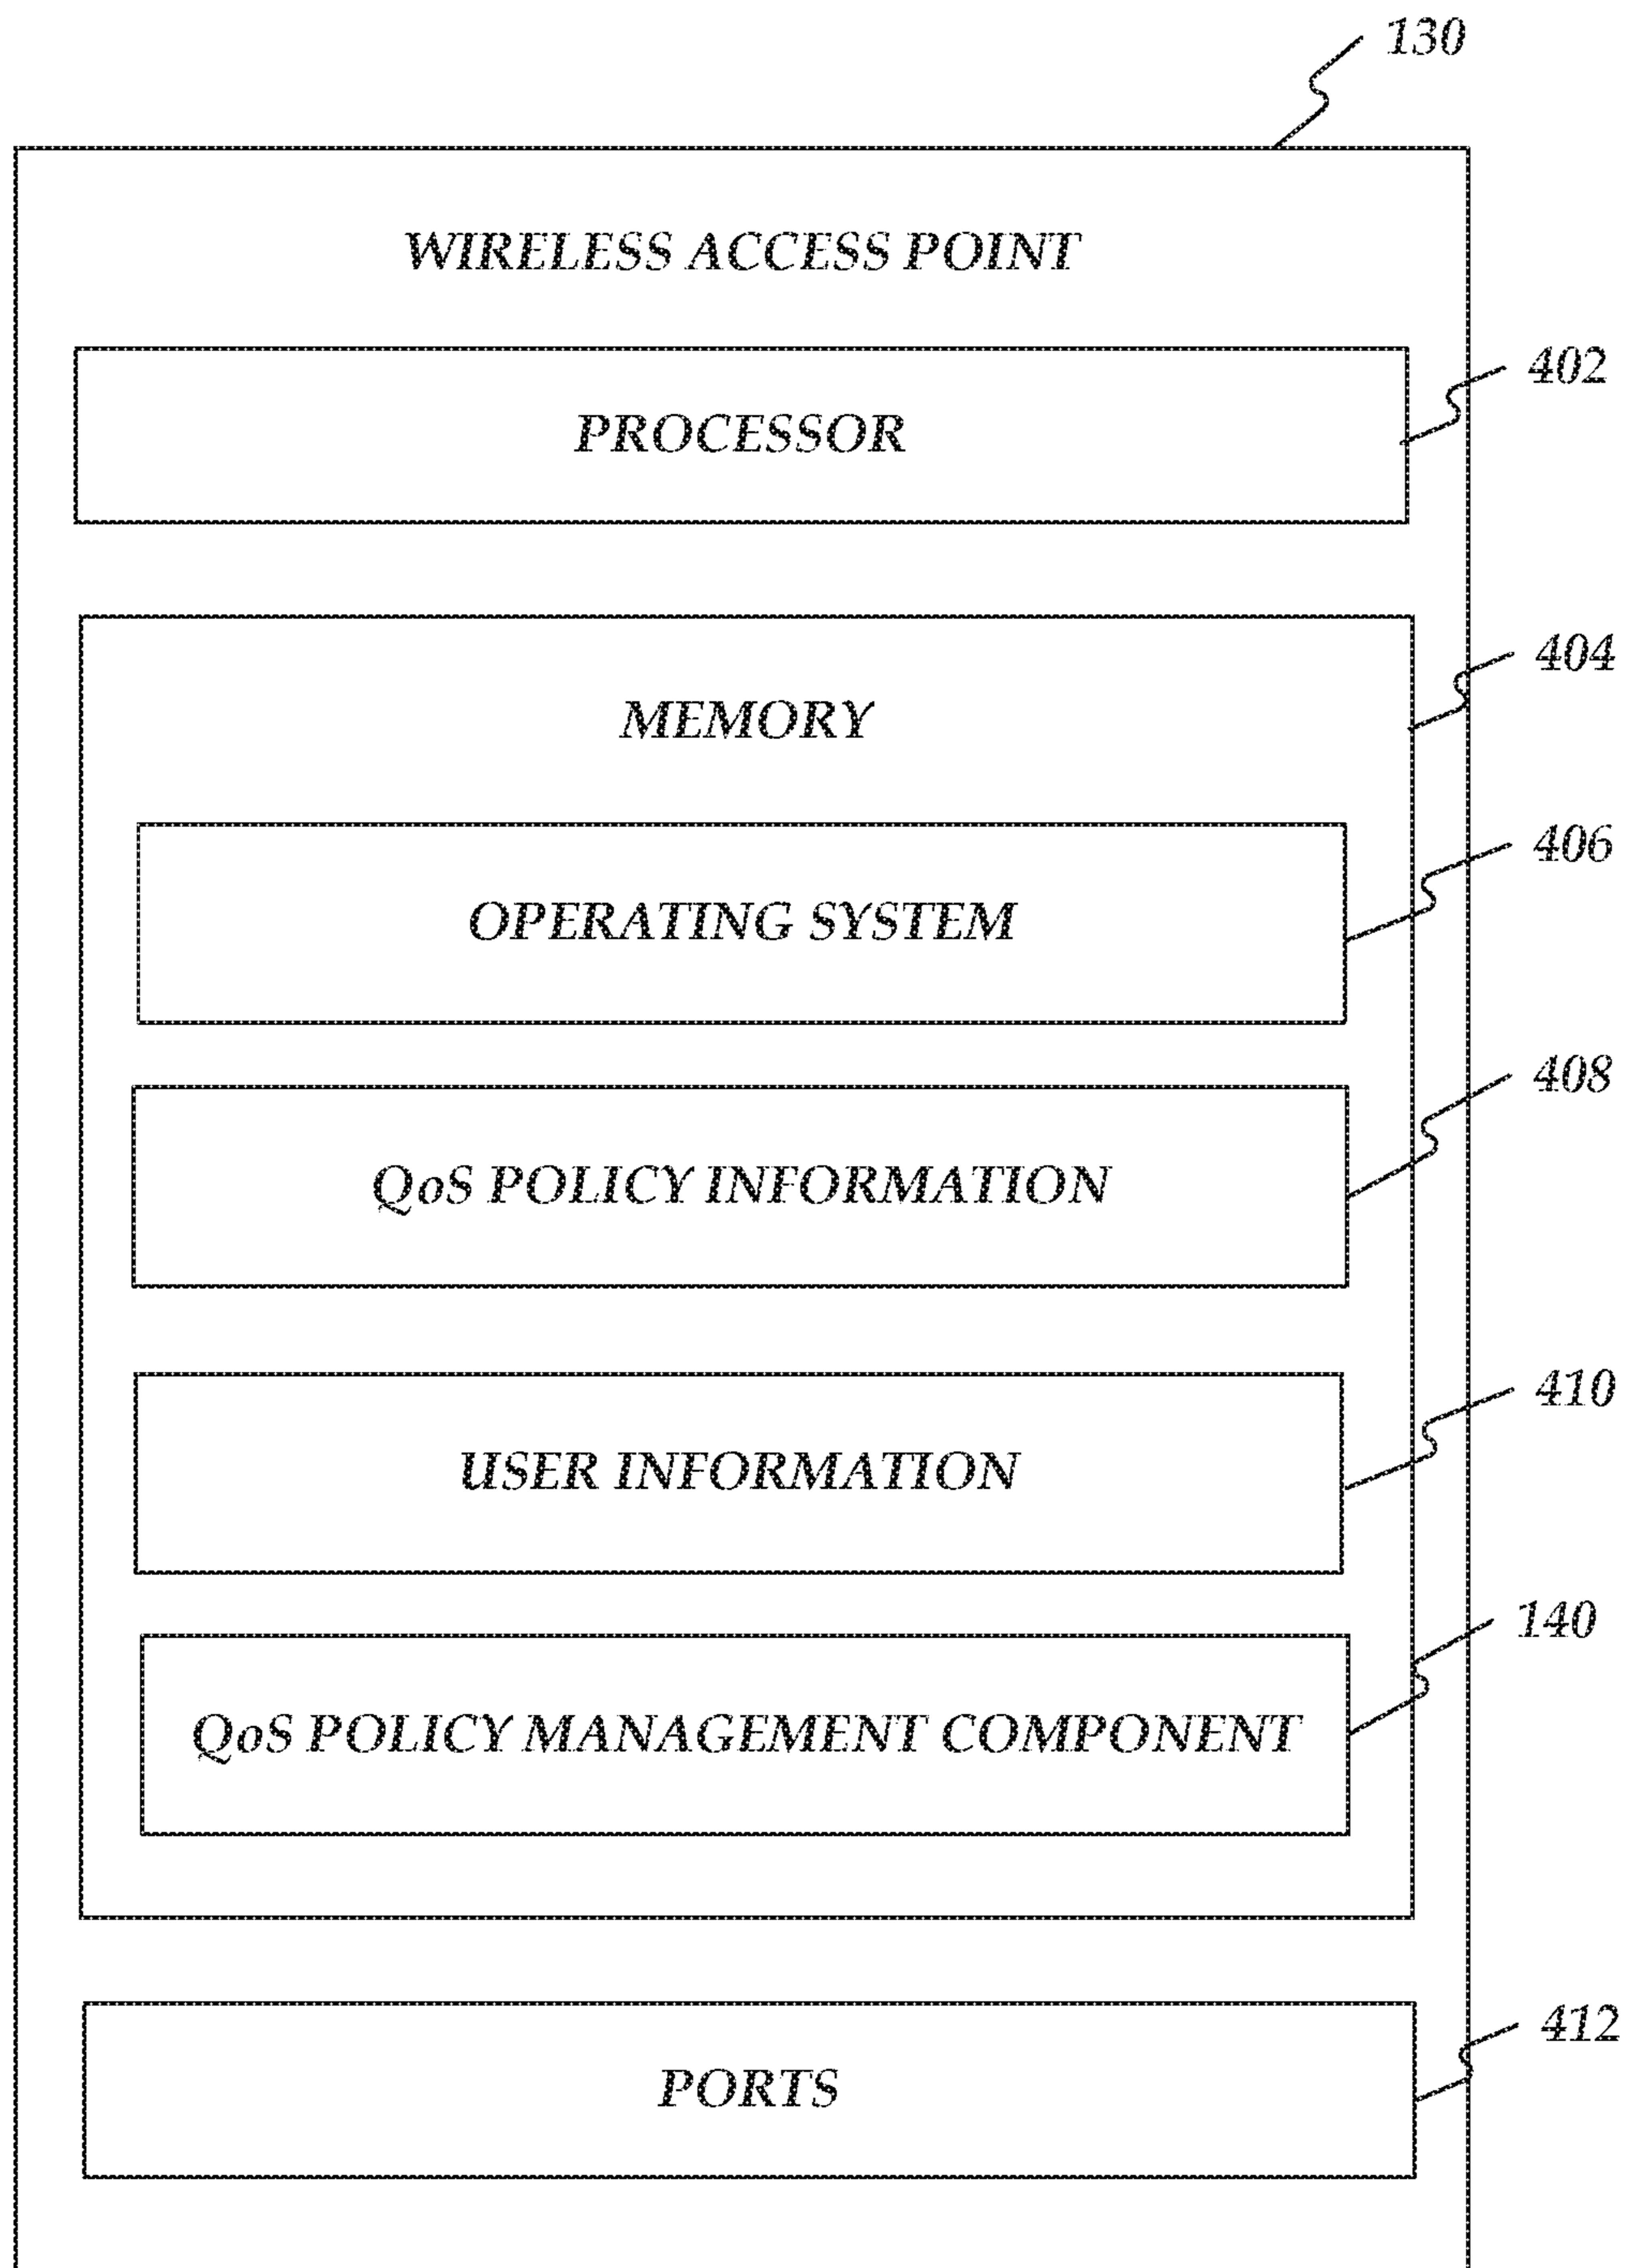 130
WIRELESS ACCESS POINT
402
PROCESSOR
404
MEMORY
406
OPERATING SYSTEM
408
QoS POLICY INFORMATION
410
USER INFORMATION
140
QoS POLICY MANAGEMENT COMPONENT
412
PORTS